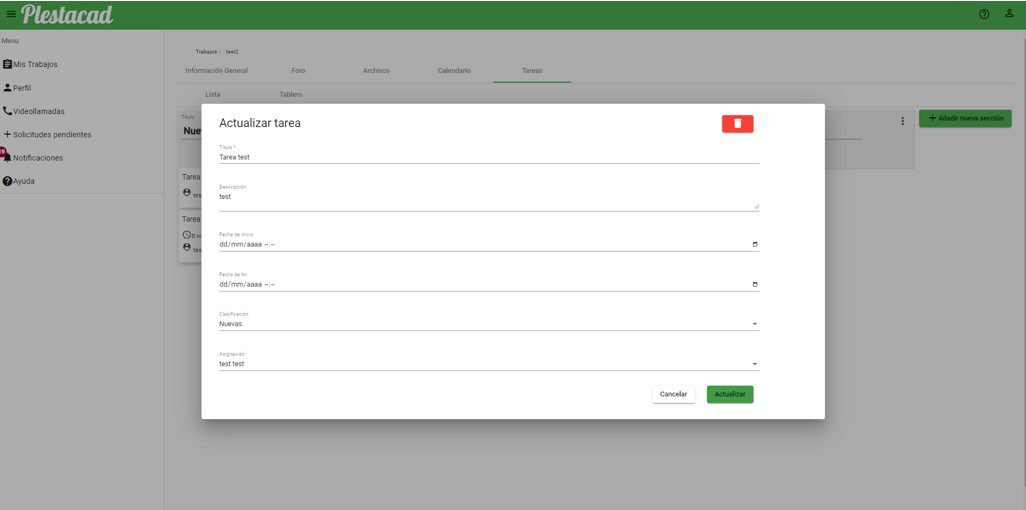 Plestacad
Menu
Mis Trabajos
Perfil
Videollamadas
Solicitudes pendientes
Notificaciones
Ayuda
Trabajos - test2
Información General Foro Archivos Calendario Tareas
Lista Tablero
Título
Añadir nueva sección
Tarea
Tarea
Actualizar tarea
Título *
Tarea test
Descripción
test
Fecha de inicio
dd/mm/aaaa --:--
Fecha de fin
dd/mm/aaaa --:--
Clasificación
Nuevas
Asignación
test test
Cancelar Actualizar